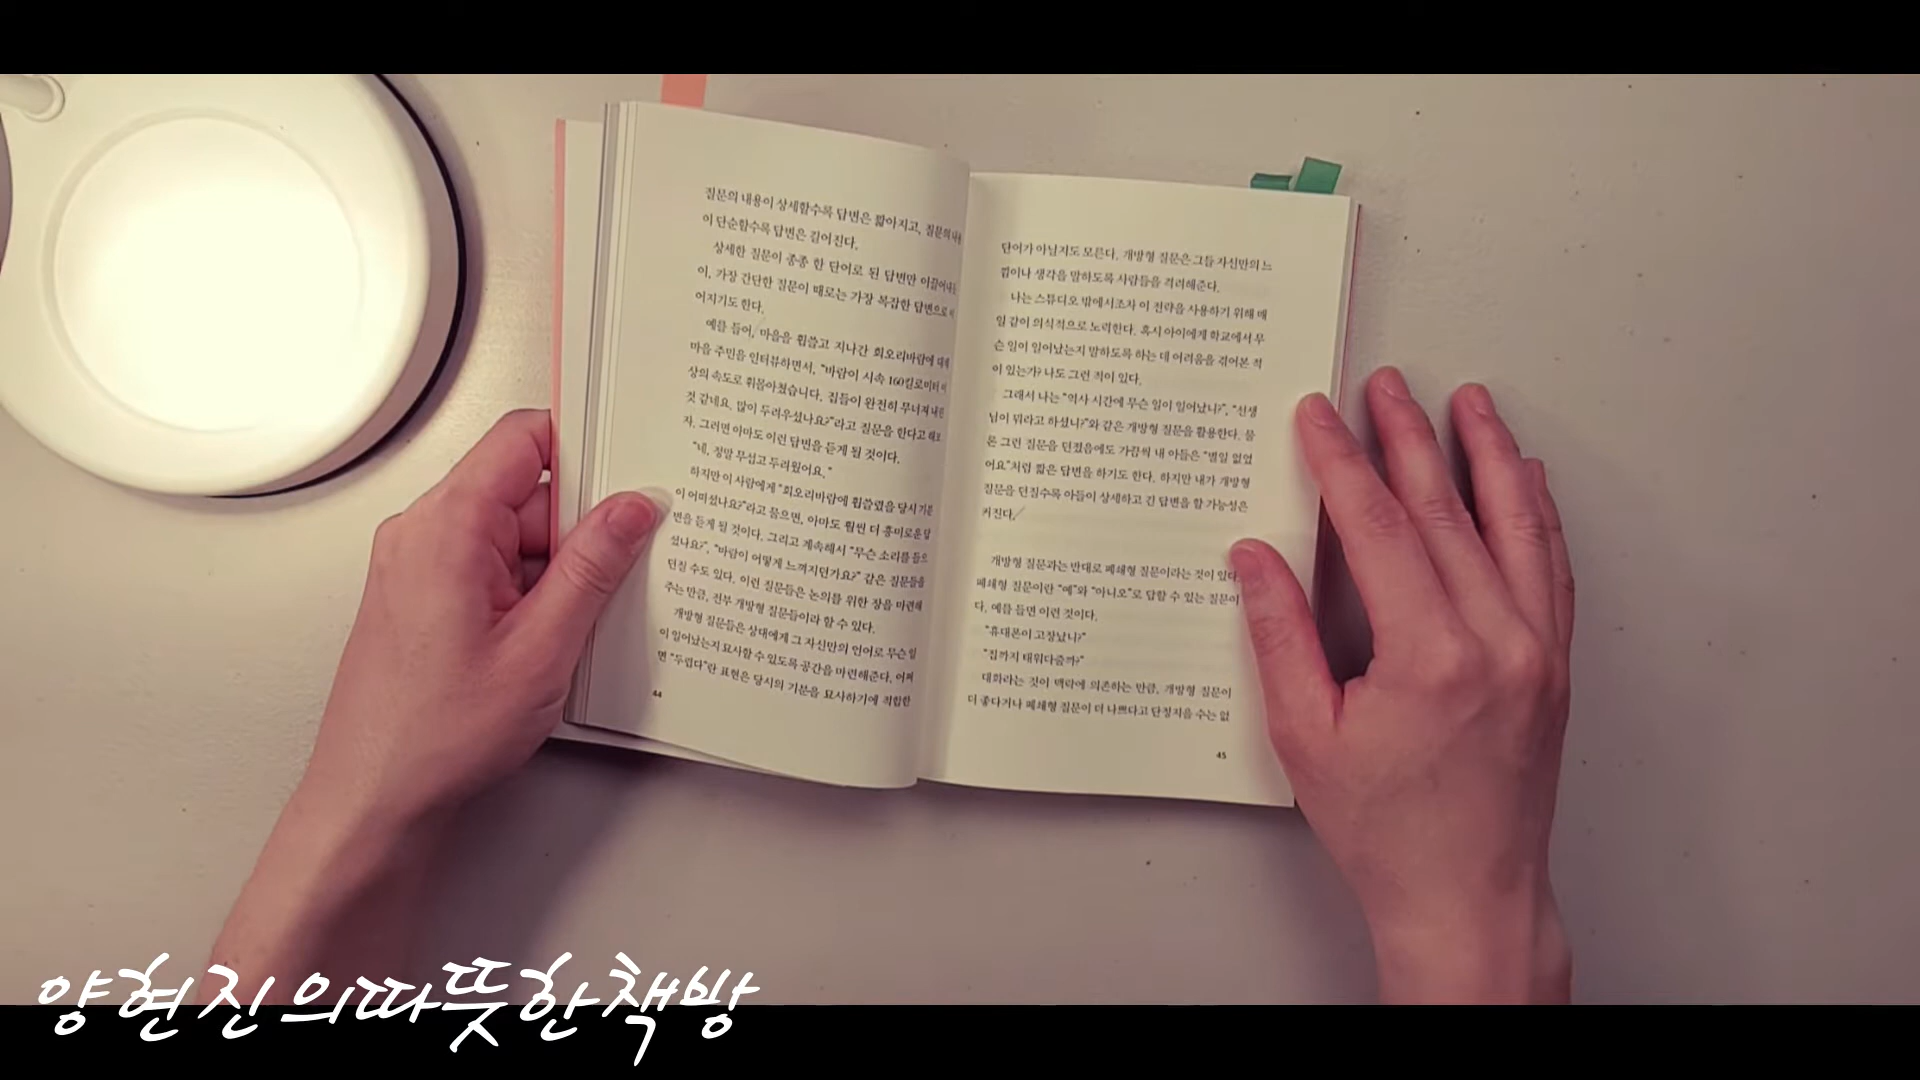 질문의 내용이 상세할수록 답변은 짧아지고, 질문의 내용
이 단순할수록 답변은 길어진다.
상세한 질문이 종종 한 단어로 된 답변만 이끌어내듯
이, 가장 간단한 질문이 때로는 가장 복잡한 답변으로
어지기도 한다.
예를 들어, 마을을 휩쓸고 지나간 회오리바람에 대해
마을 주민을 인터뷰하면서, "바람이 시속 160킬로미터 이
상의 속도로 휘몰아쳤습니다. 집들이 완전히 무너져 내린
것 같네요. 많이 두려우셨나요?"라고 질문을 한다고 해보
자. 그러면 아마도 이런 답변을 듣게 될 것이다.
"네, 정말 무섭고 두려웠어요."
하지만 이 사람에게 "회오리바람에 휩쓸렸을 당시 기분
이 어떠셨나요?"라고 물으면, 아마도 훨씬 더 흥미로운 답
변을 듣게 될 것이다. 그리고 계속해서 "무슨 소리를 들으
셨나요?", "바람이 어떻게 느껴지던가요?" 같은 질문들을
던질 수도 있다. 이런 질문들은 논의를 위한 장을 마련해
주는 만큼, 전부 개방형 질문들이라 할 수 있다.
개방형 질문들은 상대에게 그 자신만의 언어로 무슨 일
이 일어났는지 묘사할 수 있도록 공간을 마련해준다. 어쩌
면 "두렵다"란 표현은 당시의 기분을 묘사하기에 적합한
44
단어가 아닐지도 모른다. 개방형 질문은 그들 자신만의 느
낌이나 생각을 말하도록 사람들을 격려해준다.
나는 스튜디오 밖에서조차 이 전략을 사용하기 위해 매
일 같이 의식적으로 노력한다. 혹시 아이에게 학교에서 무
슨 일이 일어났는지 말하도록 하는 데 어려움을 겪어본 적
이 있는가? 나도 그런 적이 있다.
그래서 나는 "역사 시간에 무슨 일이 일어났니?", "선생
님이 뭐라고 하셨니?"와 같은 개방형 질문을 활용한다. 물
론 그런 질문을 던졌음에도 가끔씩 내 아들은 "별일 없었
어요"처럼 짧은 답변을 하기도 한다. 하지만 내가 개방형
질문을 던질수록 아들이 상세하고 긴 답변을 할 가능성은
커진다.
개방형 질문과는 반대로 폐쇄형 질문이라는 것이 있다.
폐쇄형 질문이란 "예"와 "아니오"로 답할 수 있는 질문이
다. 예를 들면 이런 것이다.
"휴대폰이 고장났니?"
"집까지 태워다줄까?"
대화라는 것이 맥락에 의존하는 만큼, 개방형 질문이
더 좋다거나 폐쇄형 질문이 더 나쁘다고 단정지을 수는 없
45
양현진의따뜻한책방